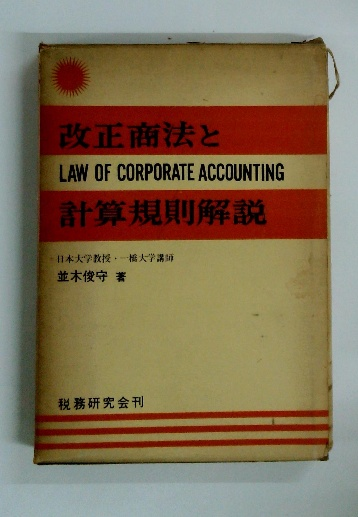 改正商法と
LAW OF CORPORATE ACCOUNTING
計算規則解説
日本大学教授・一橋大学講師
並木俊守 著
税務研究会刊